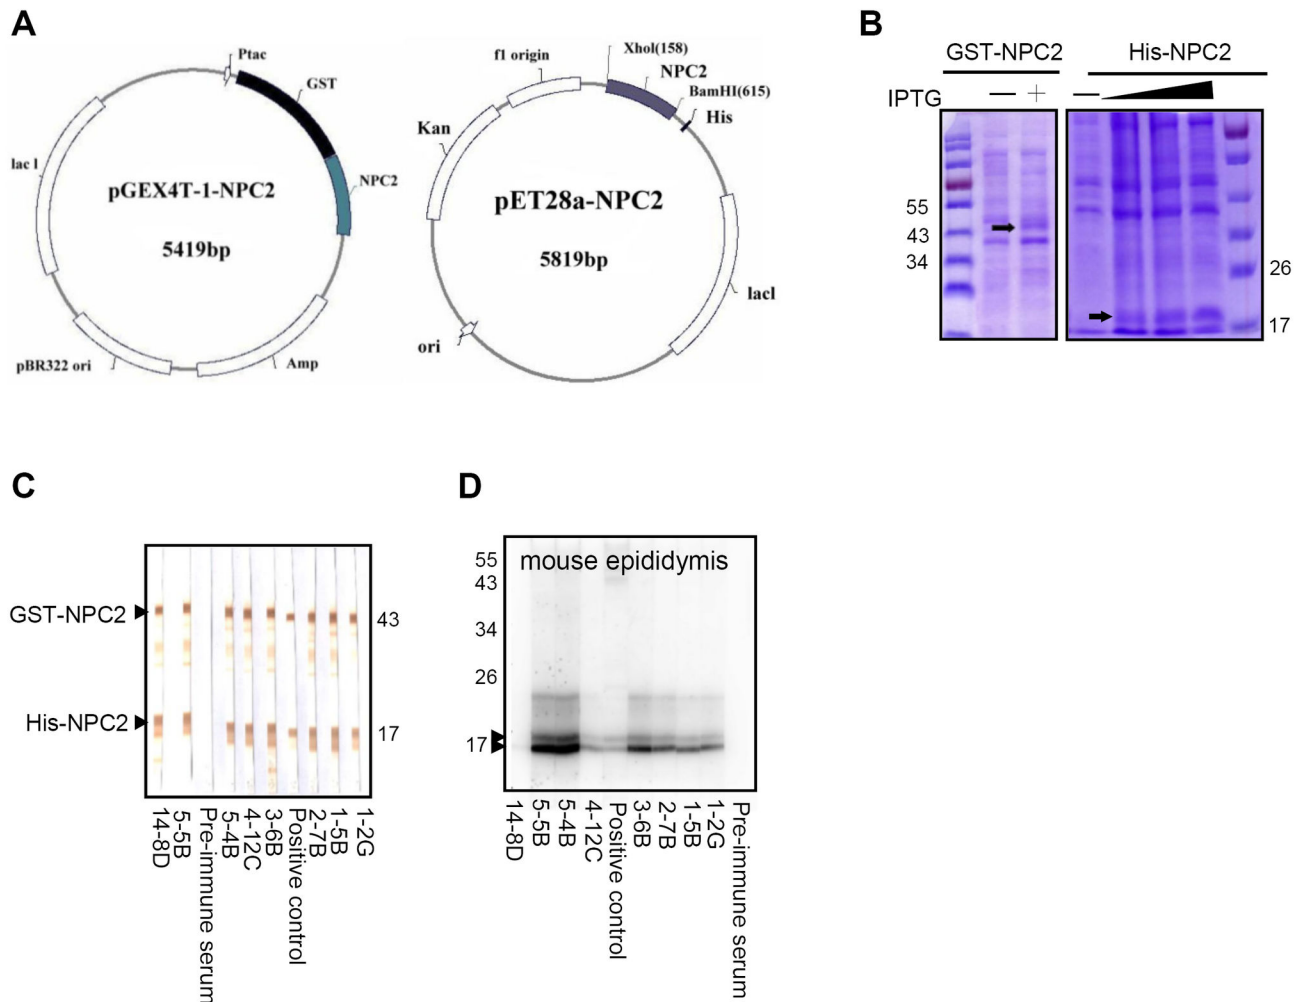 A
Ptac
GST
NPC2
lac I
pGEX4T-1-NPC2
5419bp
pBR322 ori
Amp
f1 origin
XhoI(158)
NPC2
BamHI(615)
His
Kan
pET28a-NPC2
5819bp
lacI
ori
B
GST-NPC2
His-NPC2
IPTG
— +
—
55
43
34
26
17
C
GST-NPC2
43
His-NPC2
17
14-8D
5-5B
Pre-immune serum
5-4B
4-12C
3-6B
Positive control
2-7B
1-5B
1-2G
D
mouse epididymis
55
43
34
26
17
14-8D
5-5B
5-4B
4-12C
Positive control
3-6B
2-7B
1-5B
1-2G
Pre-immune serum